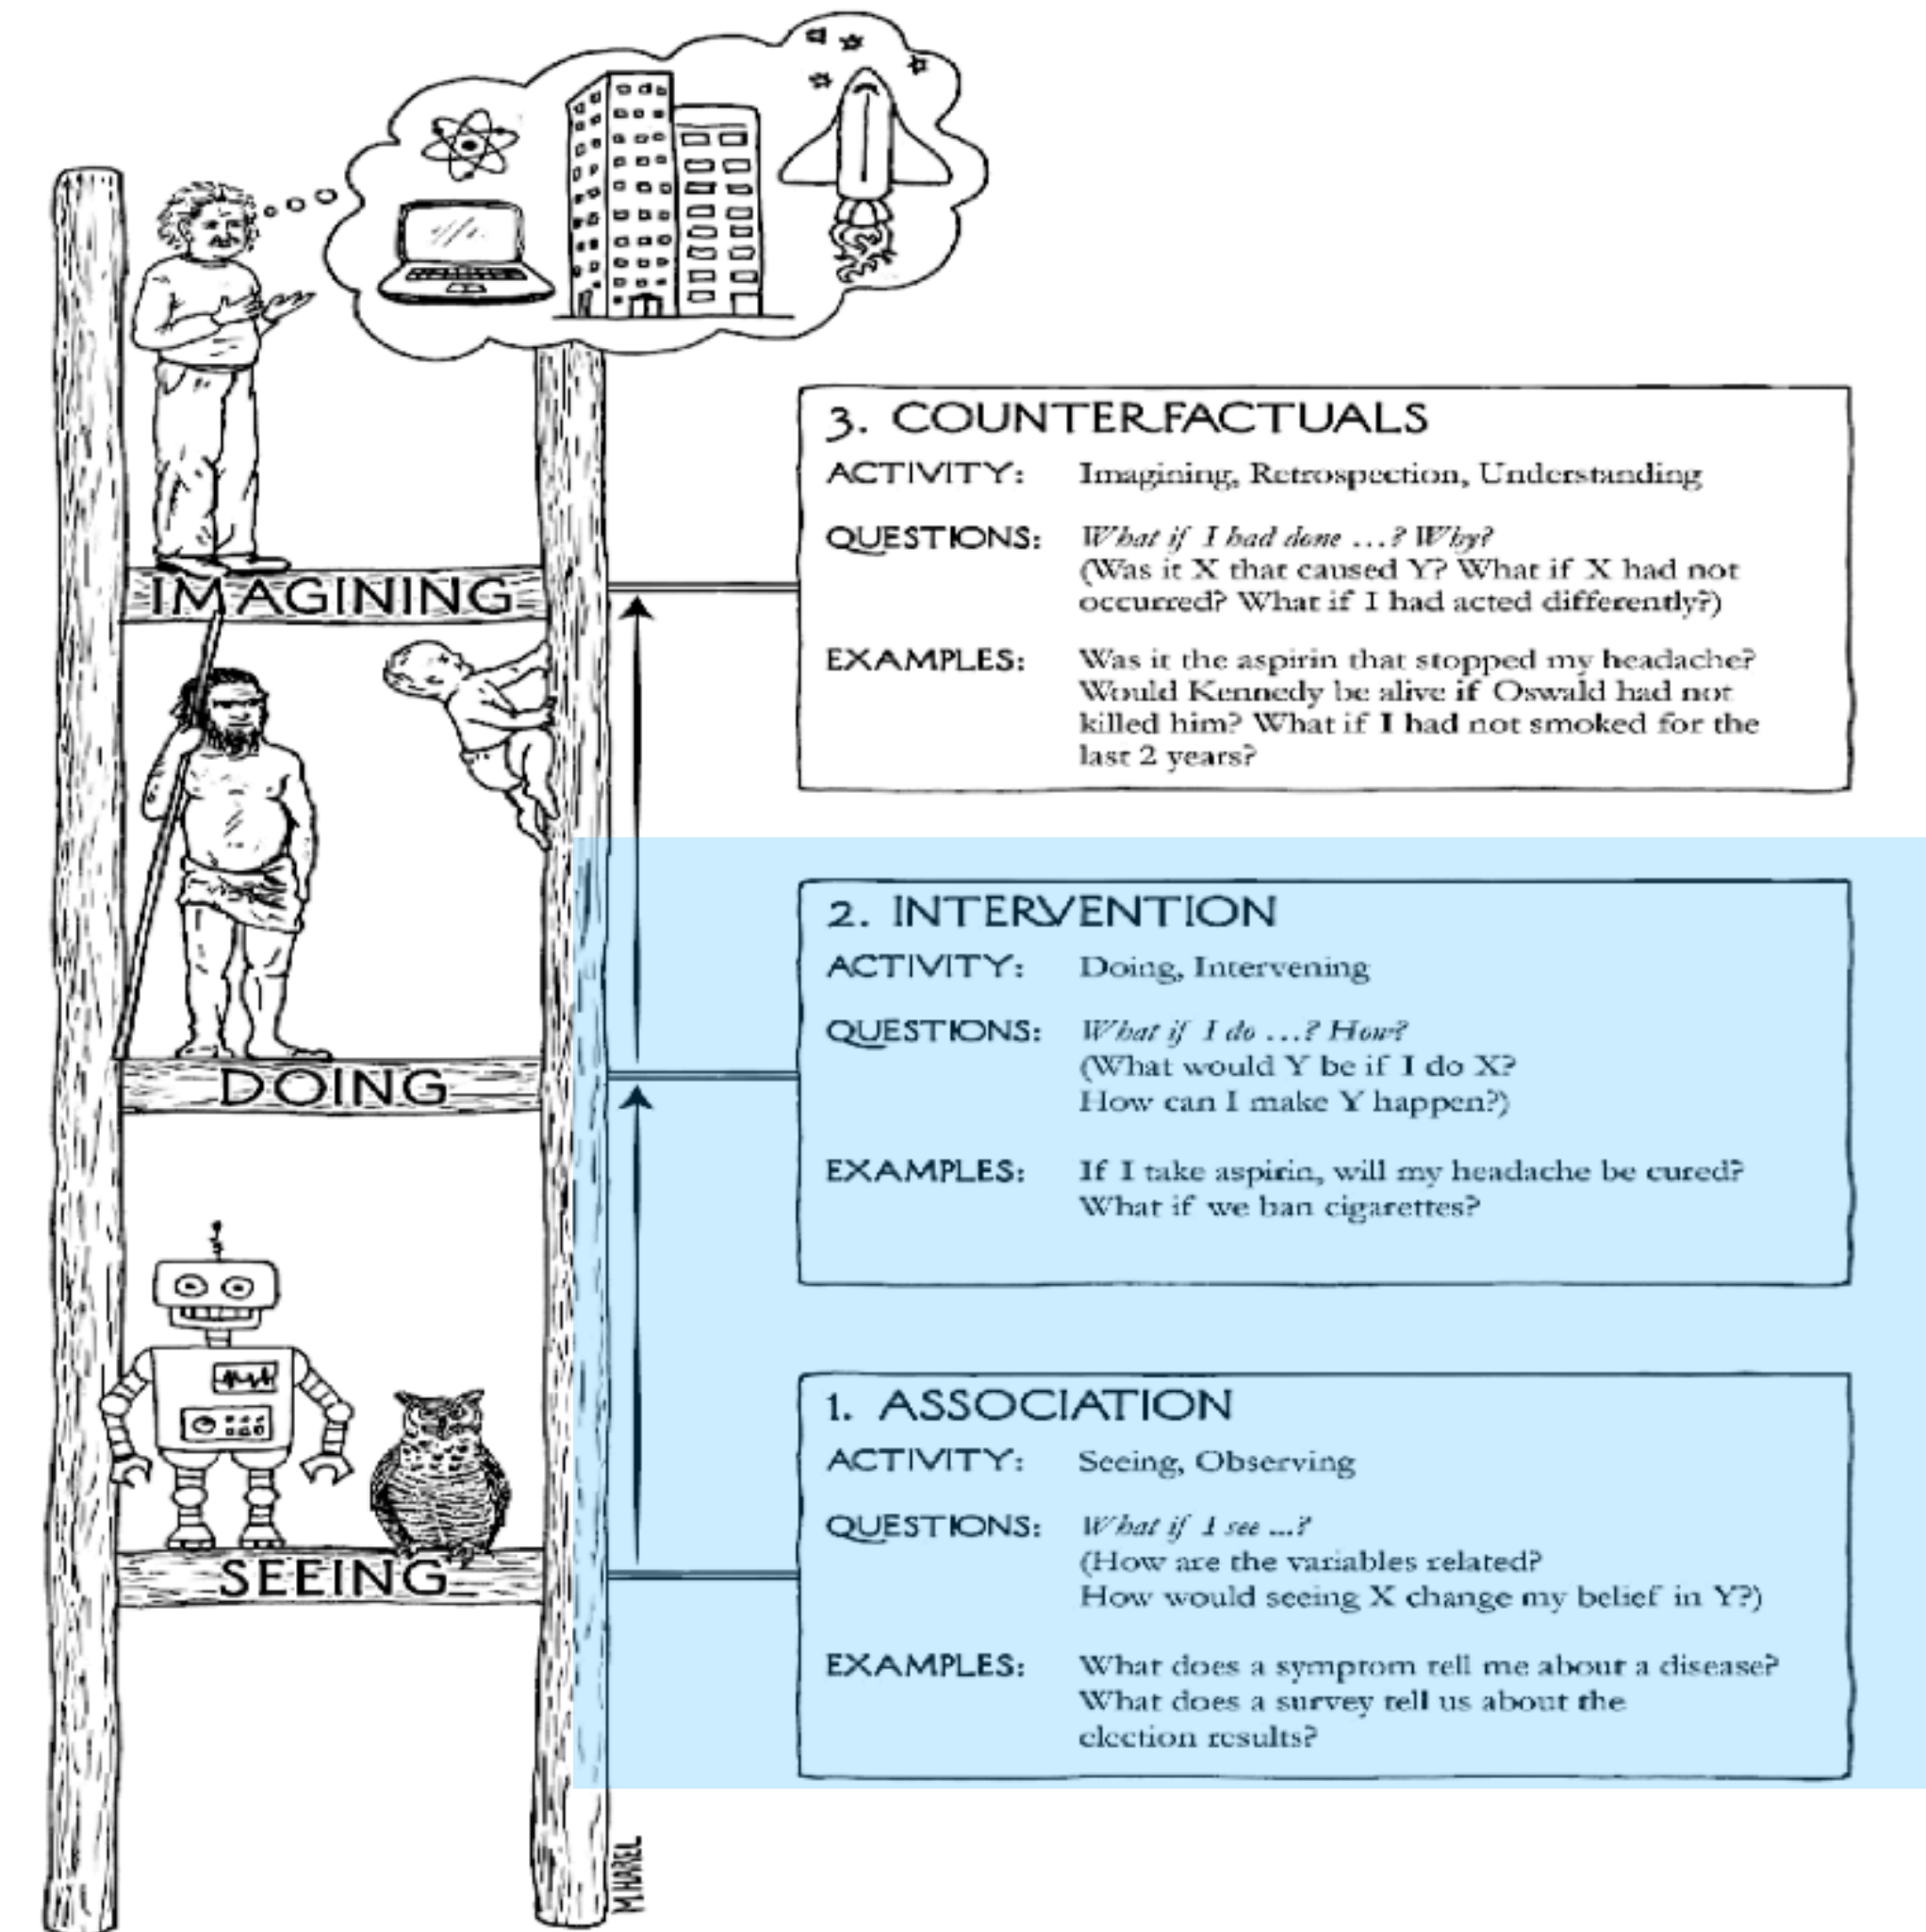 IMAGINING
DOING
SEEING
3. COUNTERFACTUALS
ACTIVITY: Imagining, Retrospection, Understanding
QUESTIONS: What if I had done ...? Why?
(Was it X that caused Y? What if X had not
occurred? What if I had acted differently?)
EXAMPLES: Was it the aspirin that stopped my headache?
Would Kennedy be alive if Oswald had not
killed him? What if I had not smoked for the
last 2 years?
2. INTERVENTION
ACTIVITY: Doing, Intervening
QUESTIONS: What if I do ...? How?
(What would Y be if I do X?
How can I make Y happen?)
EXAMPLES: If I take aspirin, will my headache be cured?
What if we ban cigarettes?
1. ASSOCIATION
ACTIVITY: Seeing, Observing
QUESTIONS: What if I see ...?
(How are the variables related?
How would seeing X change my belief in Y?)
EXAMPLES: What does a symptom tell me about a disease?
What does a survey tell us about the
election results?
M.HAREL